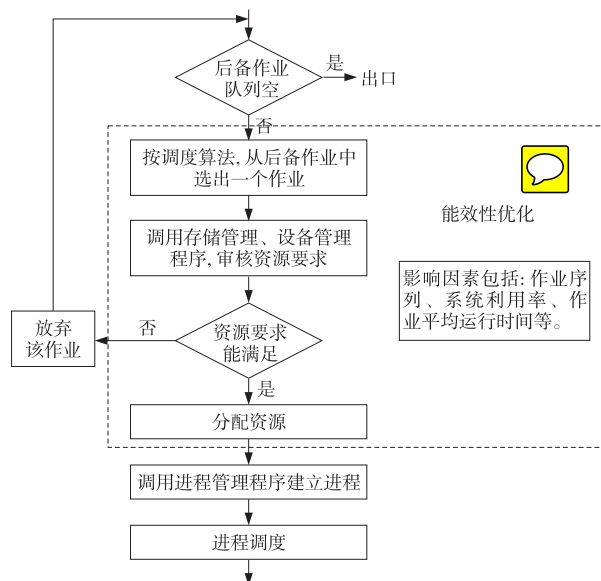 后备作业
队列空
是
出口
否
按调度算法, 从后备作业中
选出一个作业
能效性优化
调用存储管理、设备管理
程序, 审核资源要求
影响因素包括: 作业序
列、系统利用率、作
业平均运行时间等。
放弃
该作业
否
资源要求
能满足
是
分配资源
调用进程管理程序建立进程
进程调度